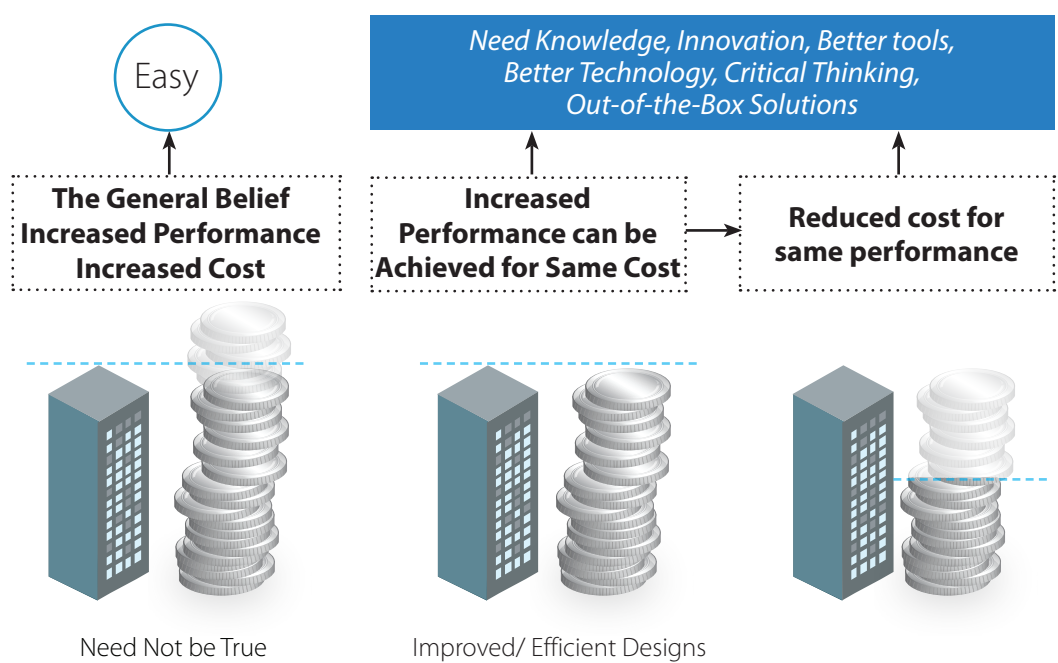 Easy
Need Knowledge, Innovation, Better tools,
Better Technology, Critical Thinking,
Out-of-the-Box Solutions
The General Belief
Increased Performance
Increased Cost
Increased
Performance can be
Achieved for Same Cost
Reduced cost for
same performance
Need Not be True
Improved/ Efficient Designs